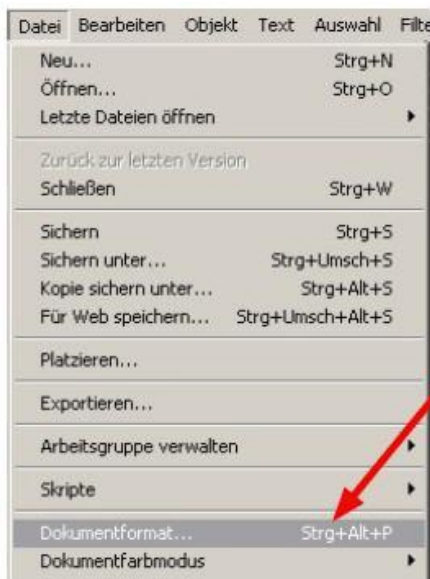 Datei Bearbeiten Objekt Text Auswahl Filte
Neu... Strg+N
Öffnen... Strg+O
Letzte Dateien öffnen
Zurück zur letzten Version
Schließen Strg+W
Sichern Strg+S
Sichern unter... Strg+Umsch+S
Kopie sichern unter... Strg+Alt+S
Für Web speichern... Strg+Umsch+Alt+S
Platzieren...
Exportieren...
Arbeitsgruppe verwalten
Skripte
Dokumentformat... Strg+Alt+P
Dokumentfarbmodus